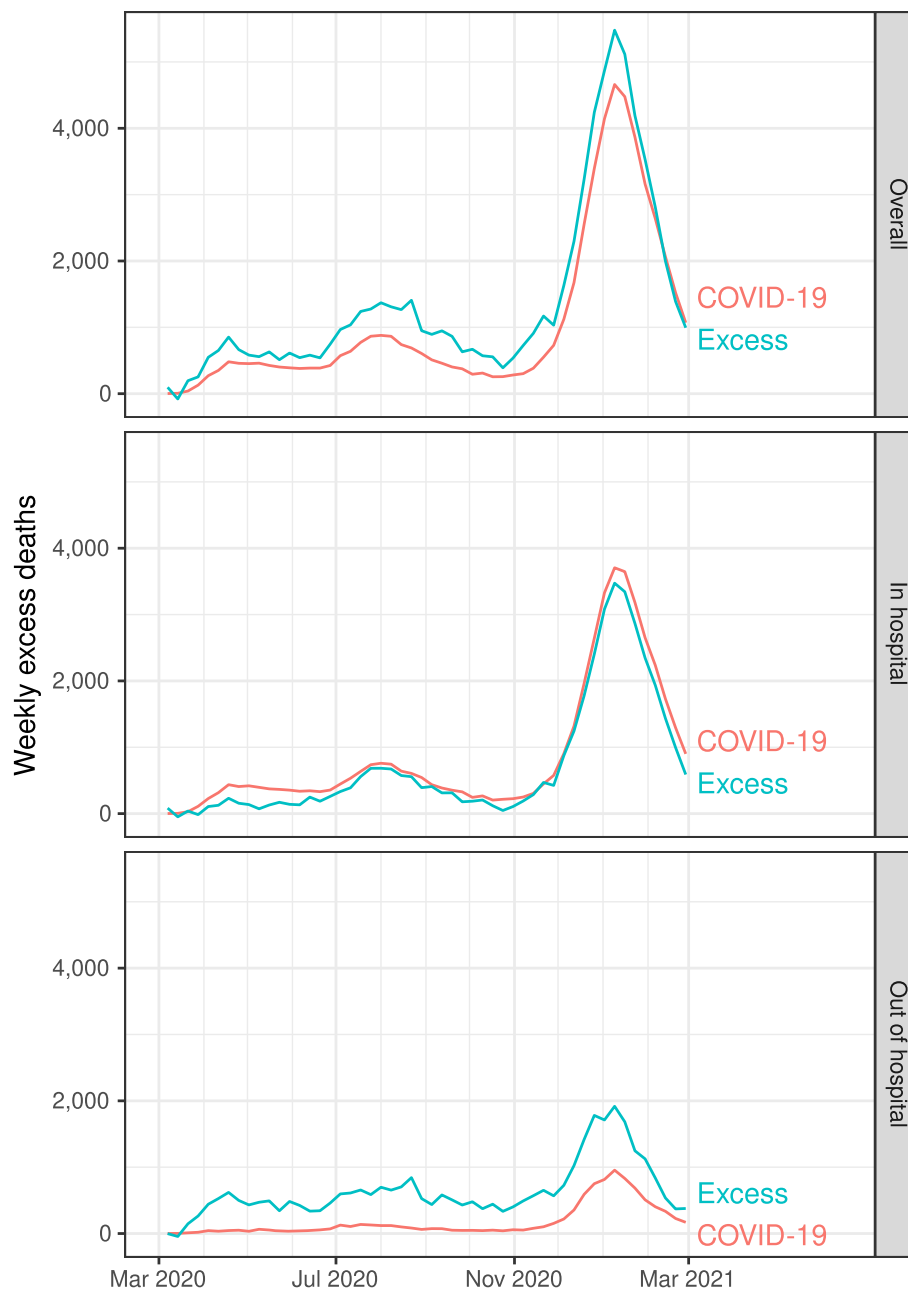 4,000
2,000
0
COVID-19
Excess
Overall
4,000
2,000
0
COVID-19
Excess
In hospital
Weekly excess deaths
4,000
2,000
0
Excess
COVID-19
Out of hospital
Mar 2020
Jul 2020
Nov 2020
Mar 2021